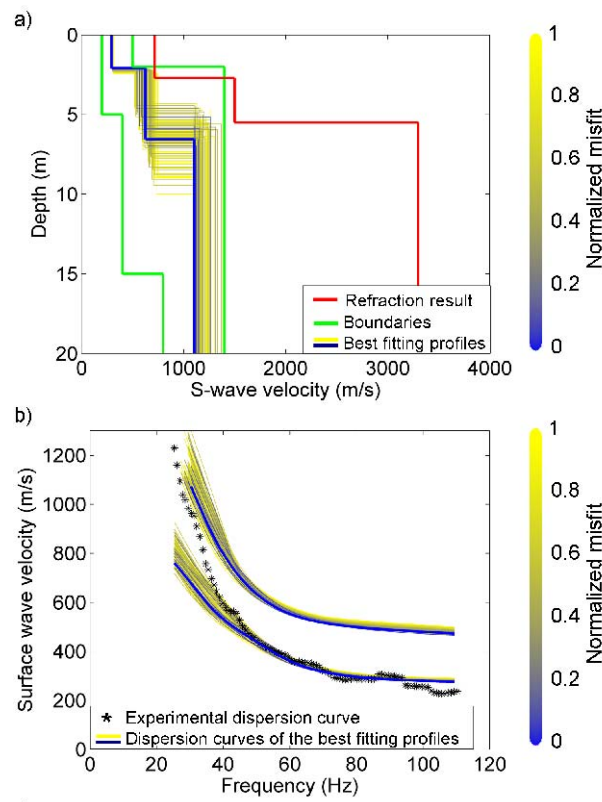 a)
0
5
10
15
20
Depth (m)
0
1000
2000
3000
4000
S-wave velocity (m/s)
Refraction result
Boundaries
Best fitting profiles
1
0.8
0.6
0.4
0.2
0
Normalized misfit
b)
1200
1000
800
600
400
200
0
Surface wave velocity (m/s)
Experimental dispersion curve
Dispersion curves of the best fitting profiles
0
20
40
60
80
100
120
Frequency (Hz)
1
0.8
0.6
0.4
0.2
0
Normalized misfit